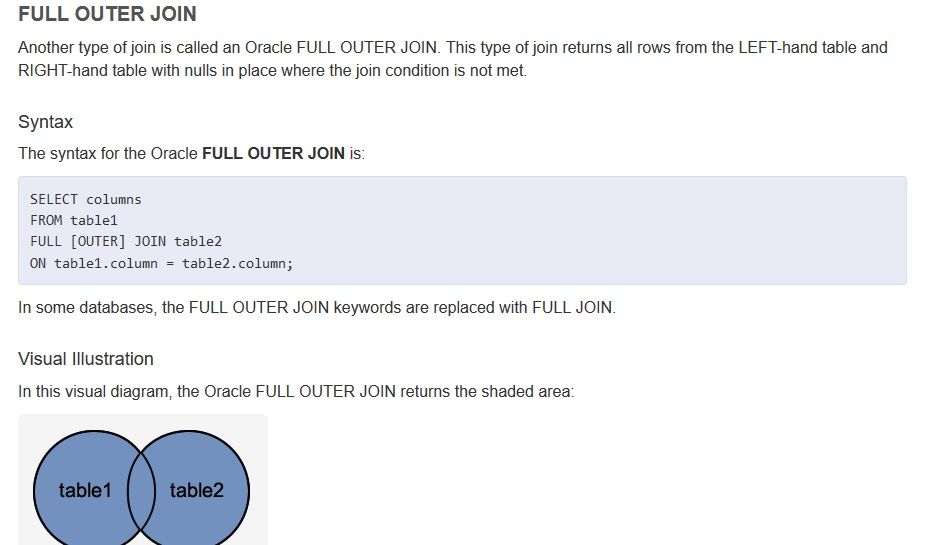 FULL OUTER JOIN
Another type of join is called an Oracle FULL OUTER JOIN. This type of join returns all rows from the LEFT-hand table and
RIGHT-hand table with nulls in place where the join condition is not met.
Syntax
The syntax for the Oracle FULL OUTER JOIN is:
SELECT columns
FROM table1
FULL [OUTER] JOIN table2
ON table1.column = table2.column;
In some databases, the FULL OUTER JOIN keywords are replaced with FULL JOIN.
Visual Illustration
In this visual diagram, the Oracle FULL OUTER JOIN returns the shaded area:
table1 table2